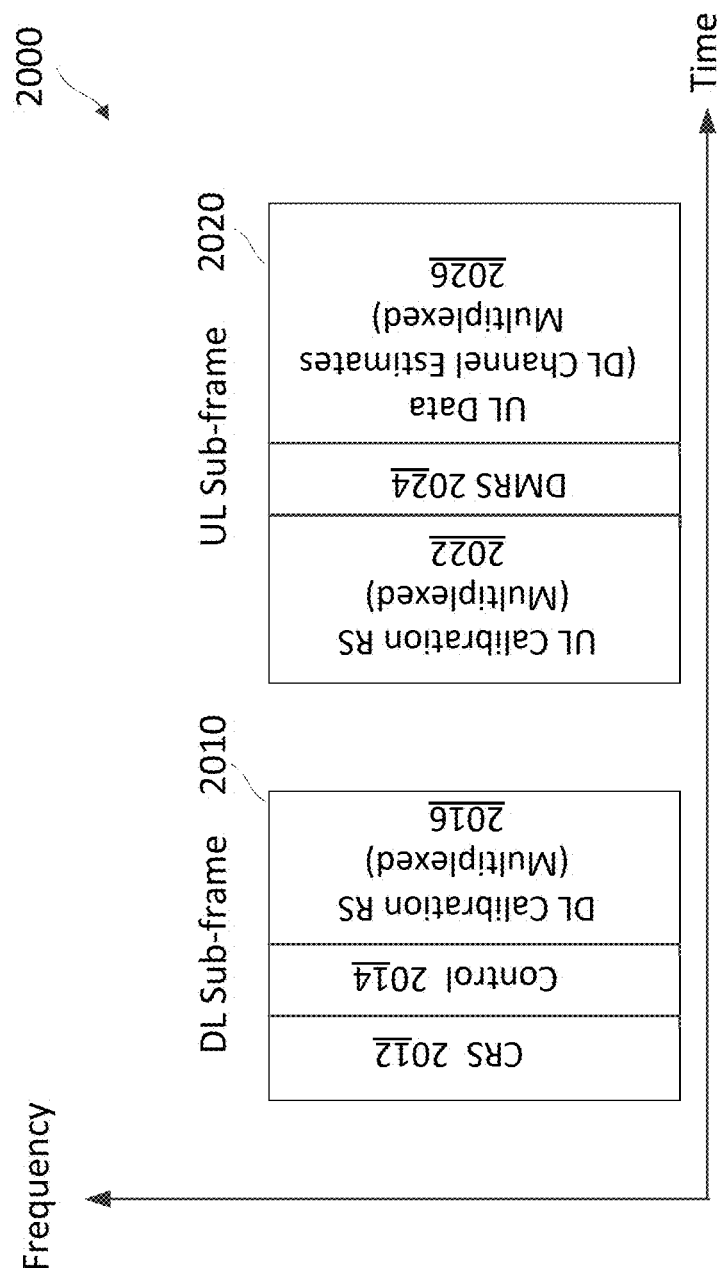 2000
Frequency
DL Sub-frame
2010
CRS 2012
Control 2014
DL Calibration RS
(Multiplexed)
2016
UL Sub-frame
2020
UL Calibration RS
(Multiplexed)
2022
DMRS 2024
UL Data
(DL Channel Estimates
Multiplexed)
2026
Time